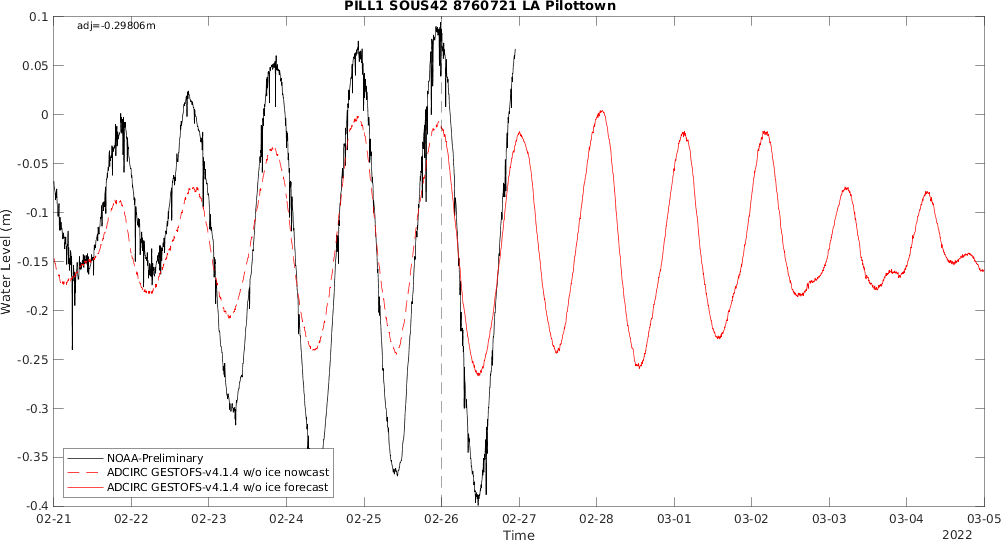 PILL1 SOUS42 8760721 LA Pilottown
adj=-0.29806m
0.1
0.05
0
-0.05
-0.1
-0.15
-0.2
-0.25
-0.3
-0.35
-0.4
Water Level (m)
NOAA-Preliminary
ADCIRC GESTOFS-v4.1.4 w/o ice nowcast
ADCIRC GESTOFS-v4.1.4 w/o ice forecast
02-21 02-22 02-23 02-24 02-25 02-26 02-27 02-28 03-01 03-02 03-03 03-04 03-05
Time
2022